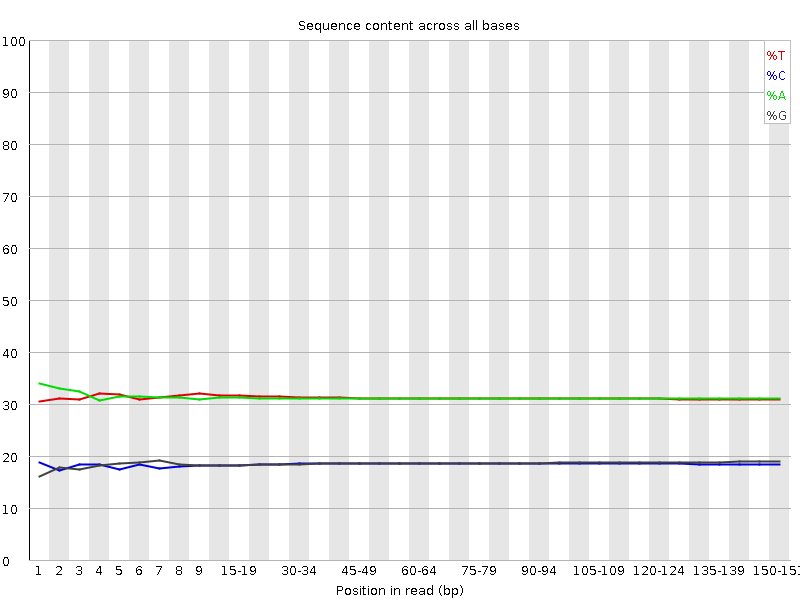 Sequence content across all bases
100
90
80
70
60
50
40
30
20
10
0
%T
%C
%A
%G
1 2 3 4 5 6 7 8 9 15-19 30-34 45-49 60-64 75-79 90-94 105-109 120-124 135-139 150-151
Position in read (bp)